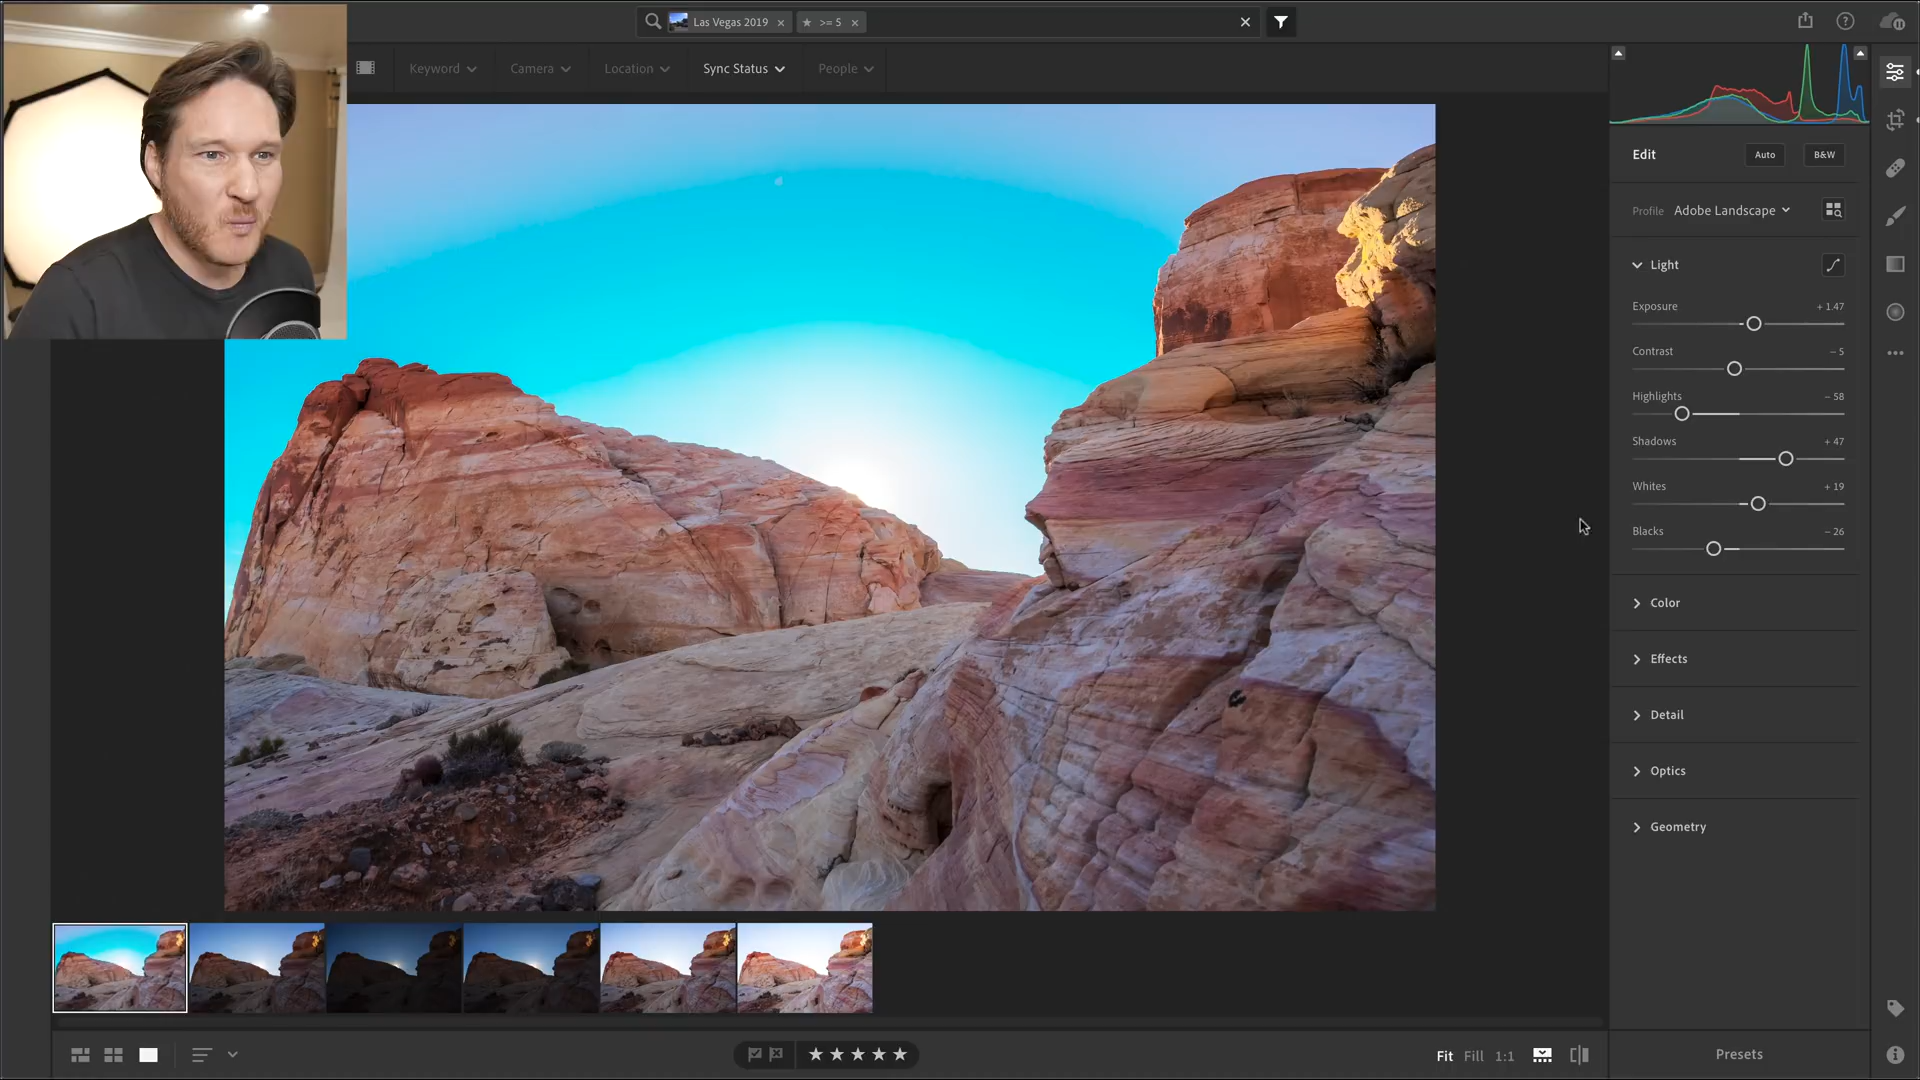 Las Vegas 2019
>= 5
Keyword
Camera
Location
Sync Status
People
Edit
Auto
B&W
Profile Adobe Landscape
Light
Exposure + 1.47
Contrast – 5
Highlights – 58
Shadows + 47
Whites + 19
Blacks – 26
Color
Effects
Detail
Optics
Geometry
Fit Fill 1:1
Presets